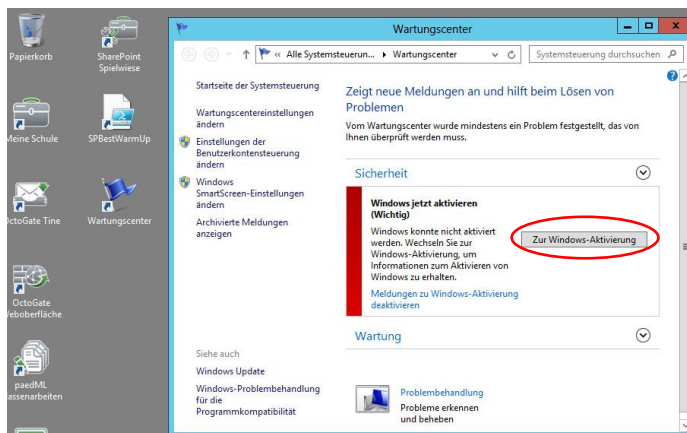 Papierkorb
SharePoint
Spielwiese
Meine Schule
SPBestWarmUp
OctoGate Tine
Wartungscenter
OctoGate
Weboberfläche
paedML
Wartungscenter
« Alle Systemsteuerun...
Wartungscenter
Systemsteuerung durchsuchen
Startseite der Systemsteuerung
Wartungscentereinstellungen
ändern
Einstellungen der
Benutzerkontensteuerung
ändern
Windows
SmartScreen-Einstellungen
ändern
Archivierte Meldungen
anzeigen
Siehe auch
Windows Update
Windows-Problembehandlung
für die
Programmkompatibilität
Zeigt neue Meldungen an und hilft beim Lösen von
Problemen
Vom Wartungscenter wurde mindestens ein Problem festgestellt, das von
Ihnen überprüft werden muss.
Sicherheit
Windows jetzt aktivieren
(Wichtig)
Windows konnte nicht aktiviert
werden. Wechseln Sie zur
Windows-Aktivierung, um
Informationen zum Aktivieren von
Windows zu erhalten.
Zur Windows-Aktivierung
Meldungen zu Windows-Aktivierung
deaktivieren
Wartung
Problembehandlung
Probleme erkennen
und beheben